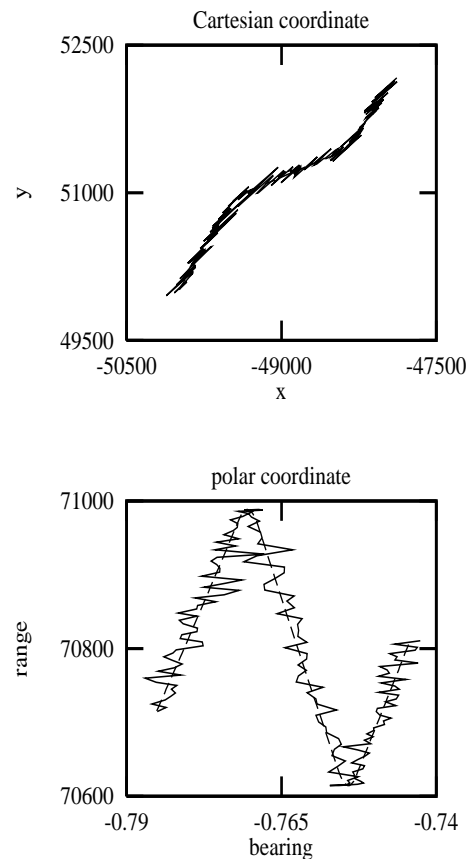 Cartesian coordinate
52500
51000
49500
y
-50500 -49000 -47500
x
polar coordinate
71000
70800
70600
range
-0.79 -0.765 -0.74
bearing